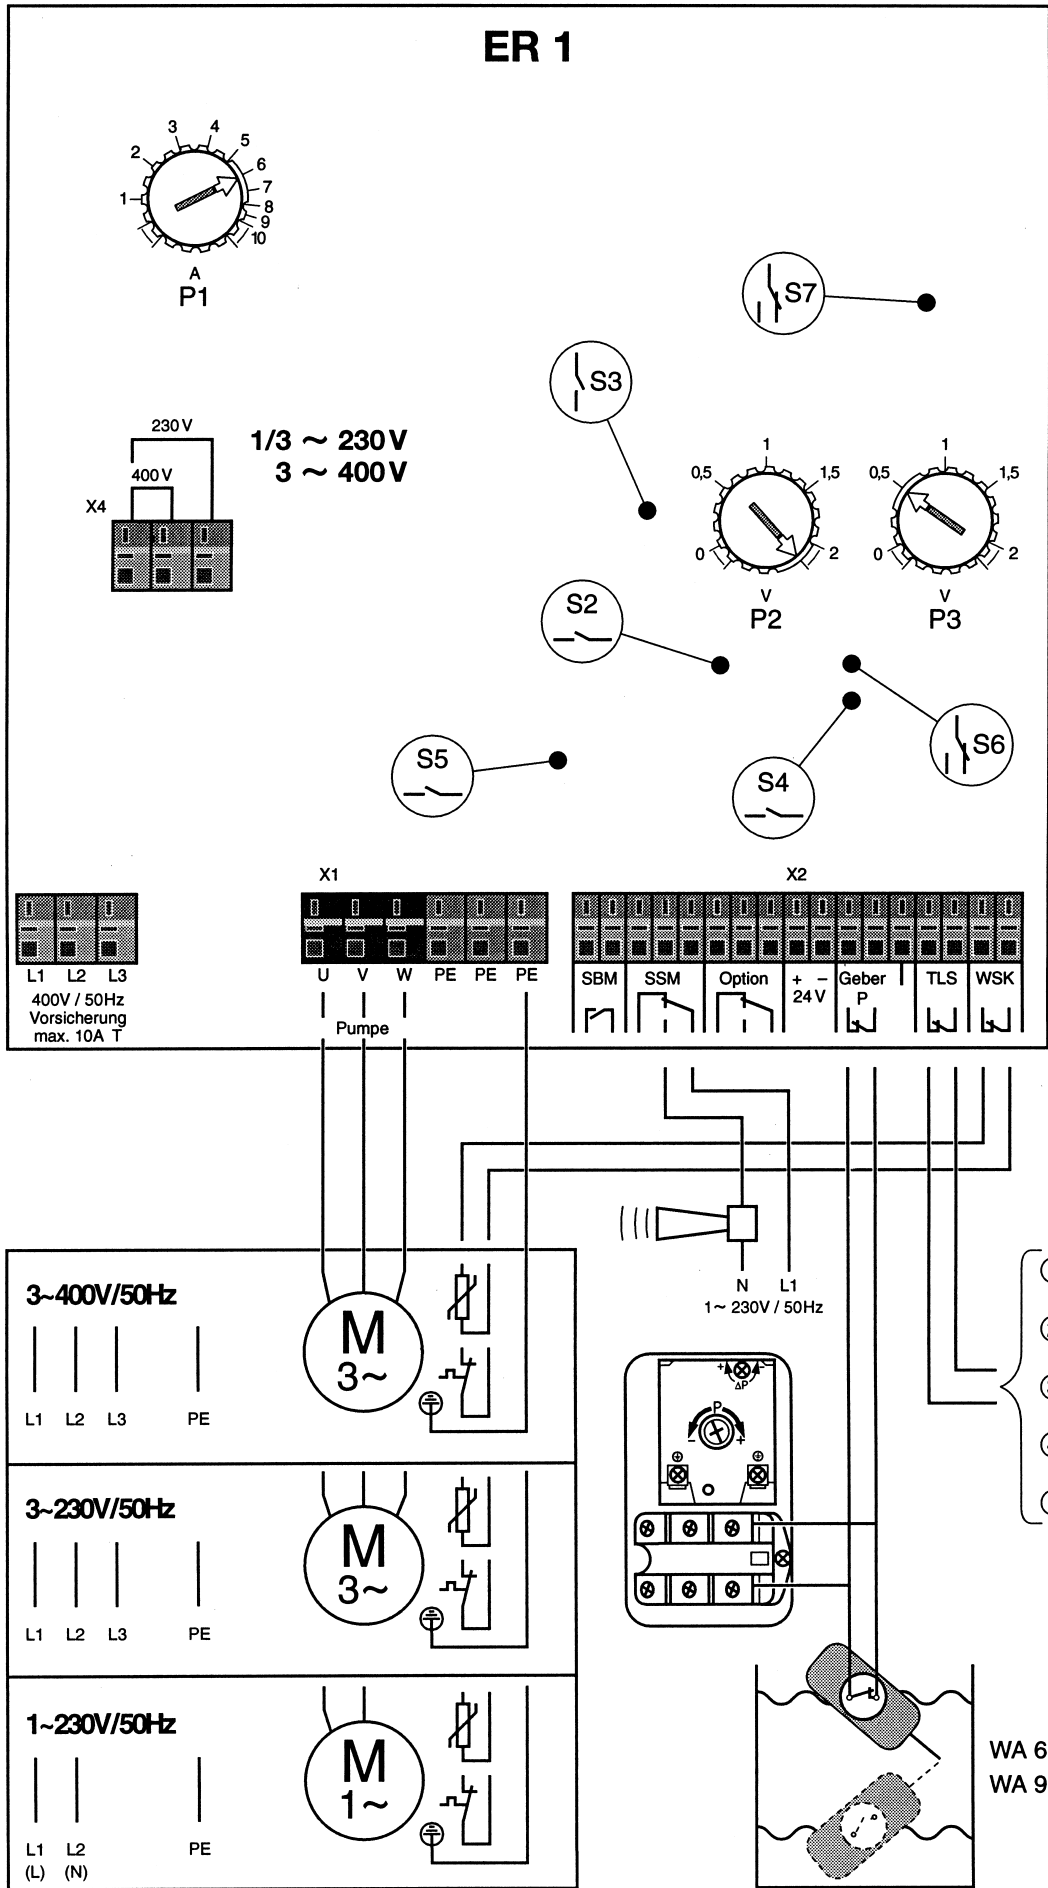 ER 1
3 4
2 5
6
1 7
8
9
10
A
P1
S7
S3
230 V
400 V
X4
1/3 ~ 230 V
3 ~ 400 V
1
0,5 1,5
0 2
V
P2
1
0,5 1,5
0 2
V
P3
S2
S6
S5
S4
X1
X2
L1 L2 L3
400V / 50Hz
Vorsicherung
max. 10A T
U V W PE PE PE
Pumpe
SBM SSM Option + – Geber TLS WSK
24 V P
N L1
1~ 230V / 50Hz
3~400V/50Hz
L1 L2 L3 PE
M
3~
+ –
ΔP
P
– +
3~230V/50Hz
L1 L2 L3 PE
M
3~
1~230V/50Hz
L1 L2 PE
(L) (N)
M
1~
WA 6
WA 9